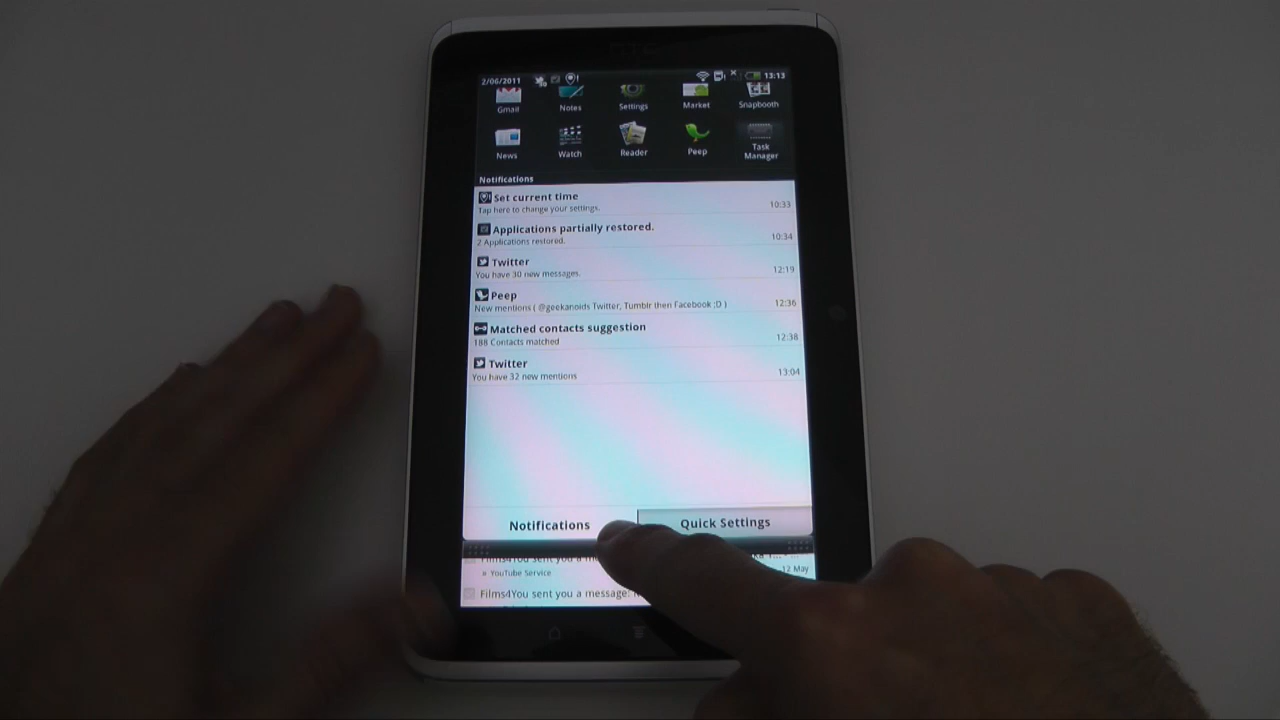 2/06/2011
13:13
Gmail
Notes
Settings
Market
Snapbooth
News
Watch
Reader
Peep
Task
Manager
Notifications
Set current time
Tap here to change your settings.
10:33
Applications partially restored.
2 Applications restored.
10:34
Twitter
You have 30 new messages.
12:19
Peep
New mentions ( @geekanoids Twitter, Tumblr then Facebook ;D )
12:36
Matched contacts suggestion
188 Contacts matched
12:38
Twitter
You have 32 new mentions
13:04
Notifications
Quick Settings
Films4You sent you a
» YouTube Service
12 May
Films4You sent you a message: